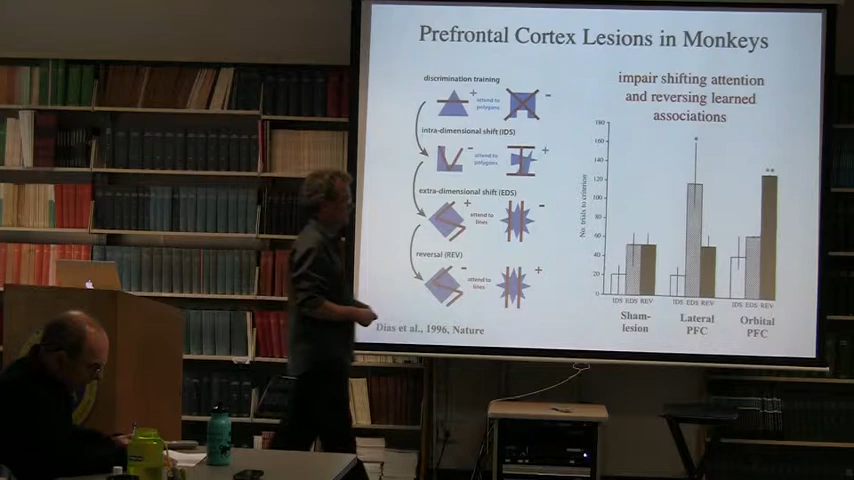 Prefrontal Cortex Lesions in Monkeys
discrimination training
+
attend to
polygons
-
intra-dimensional shift (IDS)
-
attend to
polygons
+
extra-dimensional shift (EDS)
+
attend to
lines
-
reversal (REV)
-
attend to
lines
+
Dias et al., 1996, Nature
impair shifting attention
and reversing learned
associations
No. trials to criterion
180
160
140
120
100
80
60
40
20
0
*
**
IDS EDS REV
IDS EDS REV
IDS EDS REV
Sham-
lesion
Lateral
PFC
Orbital
PFC